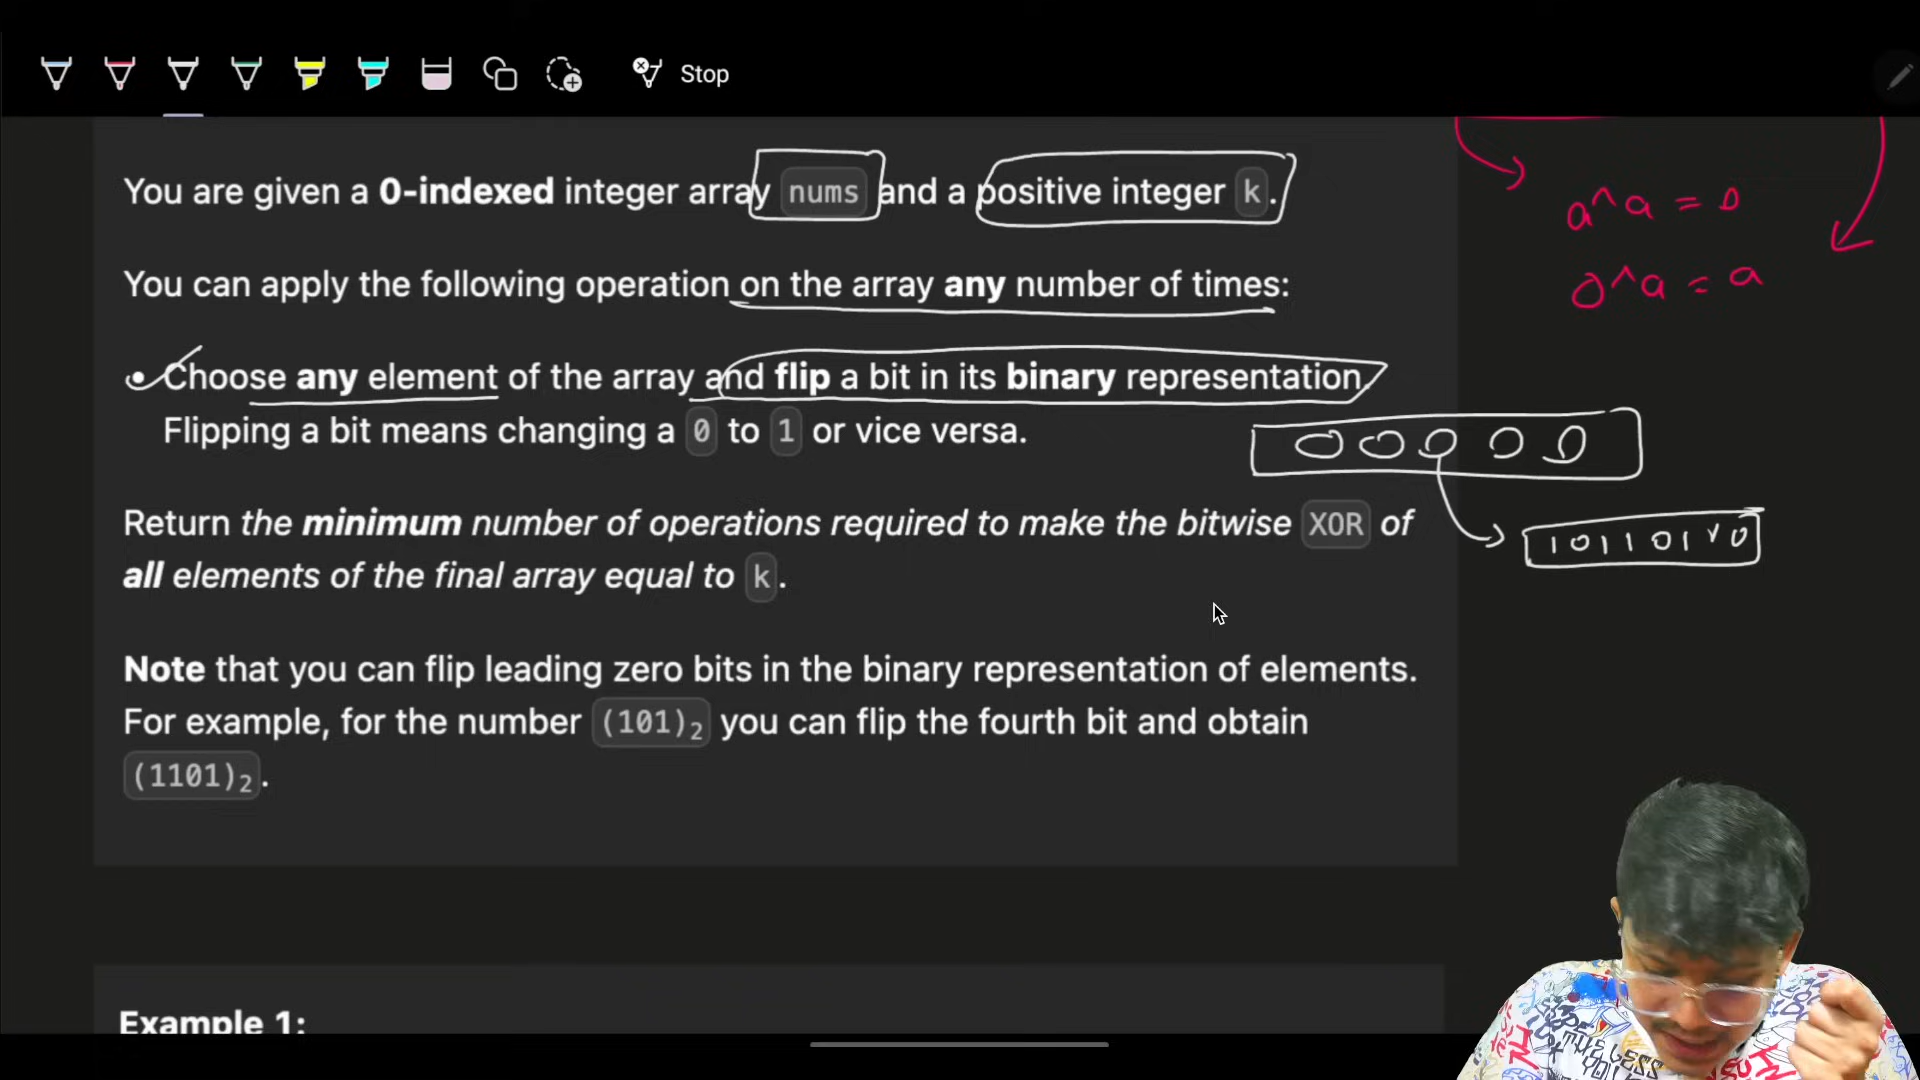 Stop
You are given a 0-indexed integer array nums and a positive integer k.
a^a = 0
You can apply the following operation on the array any number of times:
0^a = a
Choose any element of the array and flip a bit in its binary representation.
Flipping a bit means changing a 0 to 1 or vice versa.
0 0 0 0 0
Return the minimum number of operations required to make the bitwise XOR of
all elements of the final array equal to k.
Note that you can flip leading zero bits in the binary representation of elements.
For example, for the number (101)2 you can flip the fourth bit and obtain
(1101)2.
Example 1: